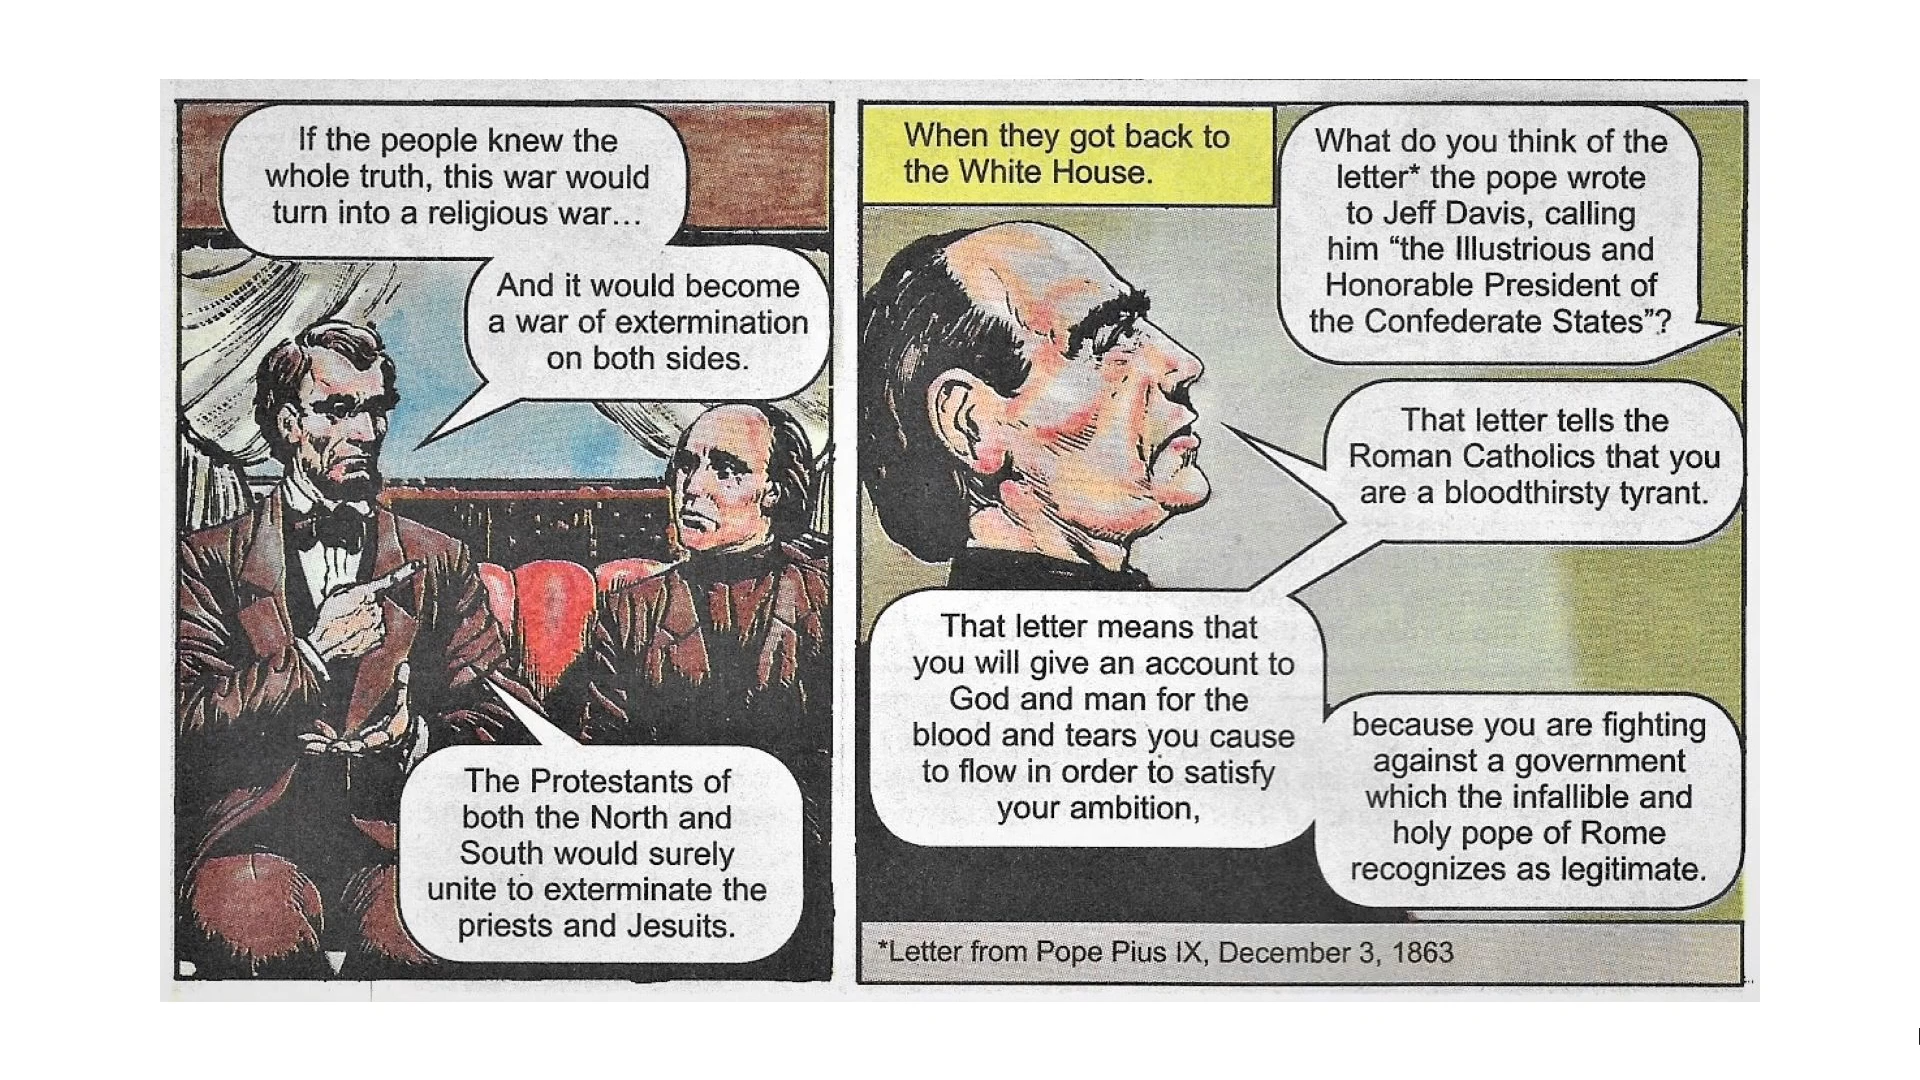 If the people knew the
whole truth, this war would
turn into a religious war...
And it would become
a war of extermination
on both sides.
The Protestants of
both the North and
South would surely
unite to exterminate the
priests and Jesuits.
When they got back to
the White House.
What do you think of the
letter* the pope wrote
to Jeff Davis, calling
him “the Illustrious and
Honorable President of
the Confederate States”?
That letter tells the
Roman Catholics that you
are a bloodthirsty tyrant.
That letter means that
you will give an account to
God and man for the
blood and tears you cause
to flow in order to satisfy
your ambition,
because you are fighting
against a government
which the infallible and
holy pope of Rome
recognizes as legitimate.
*Letter from Pope Pius IX, December 3, 1863